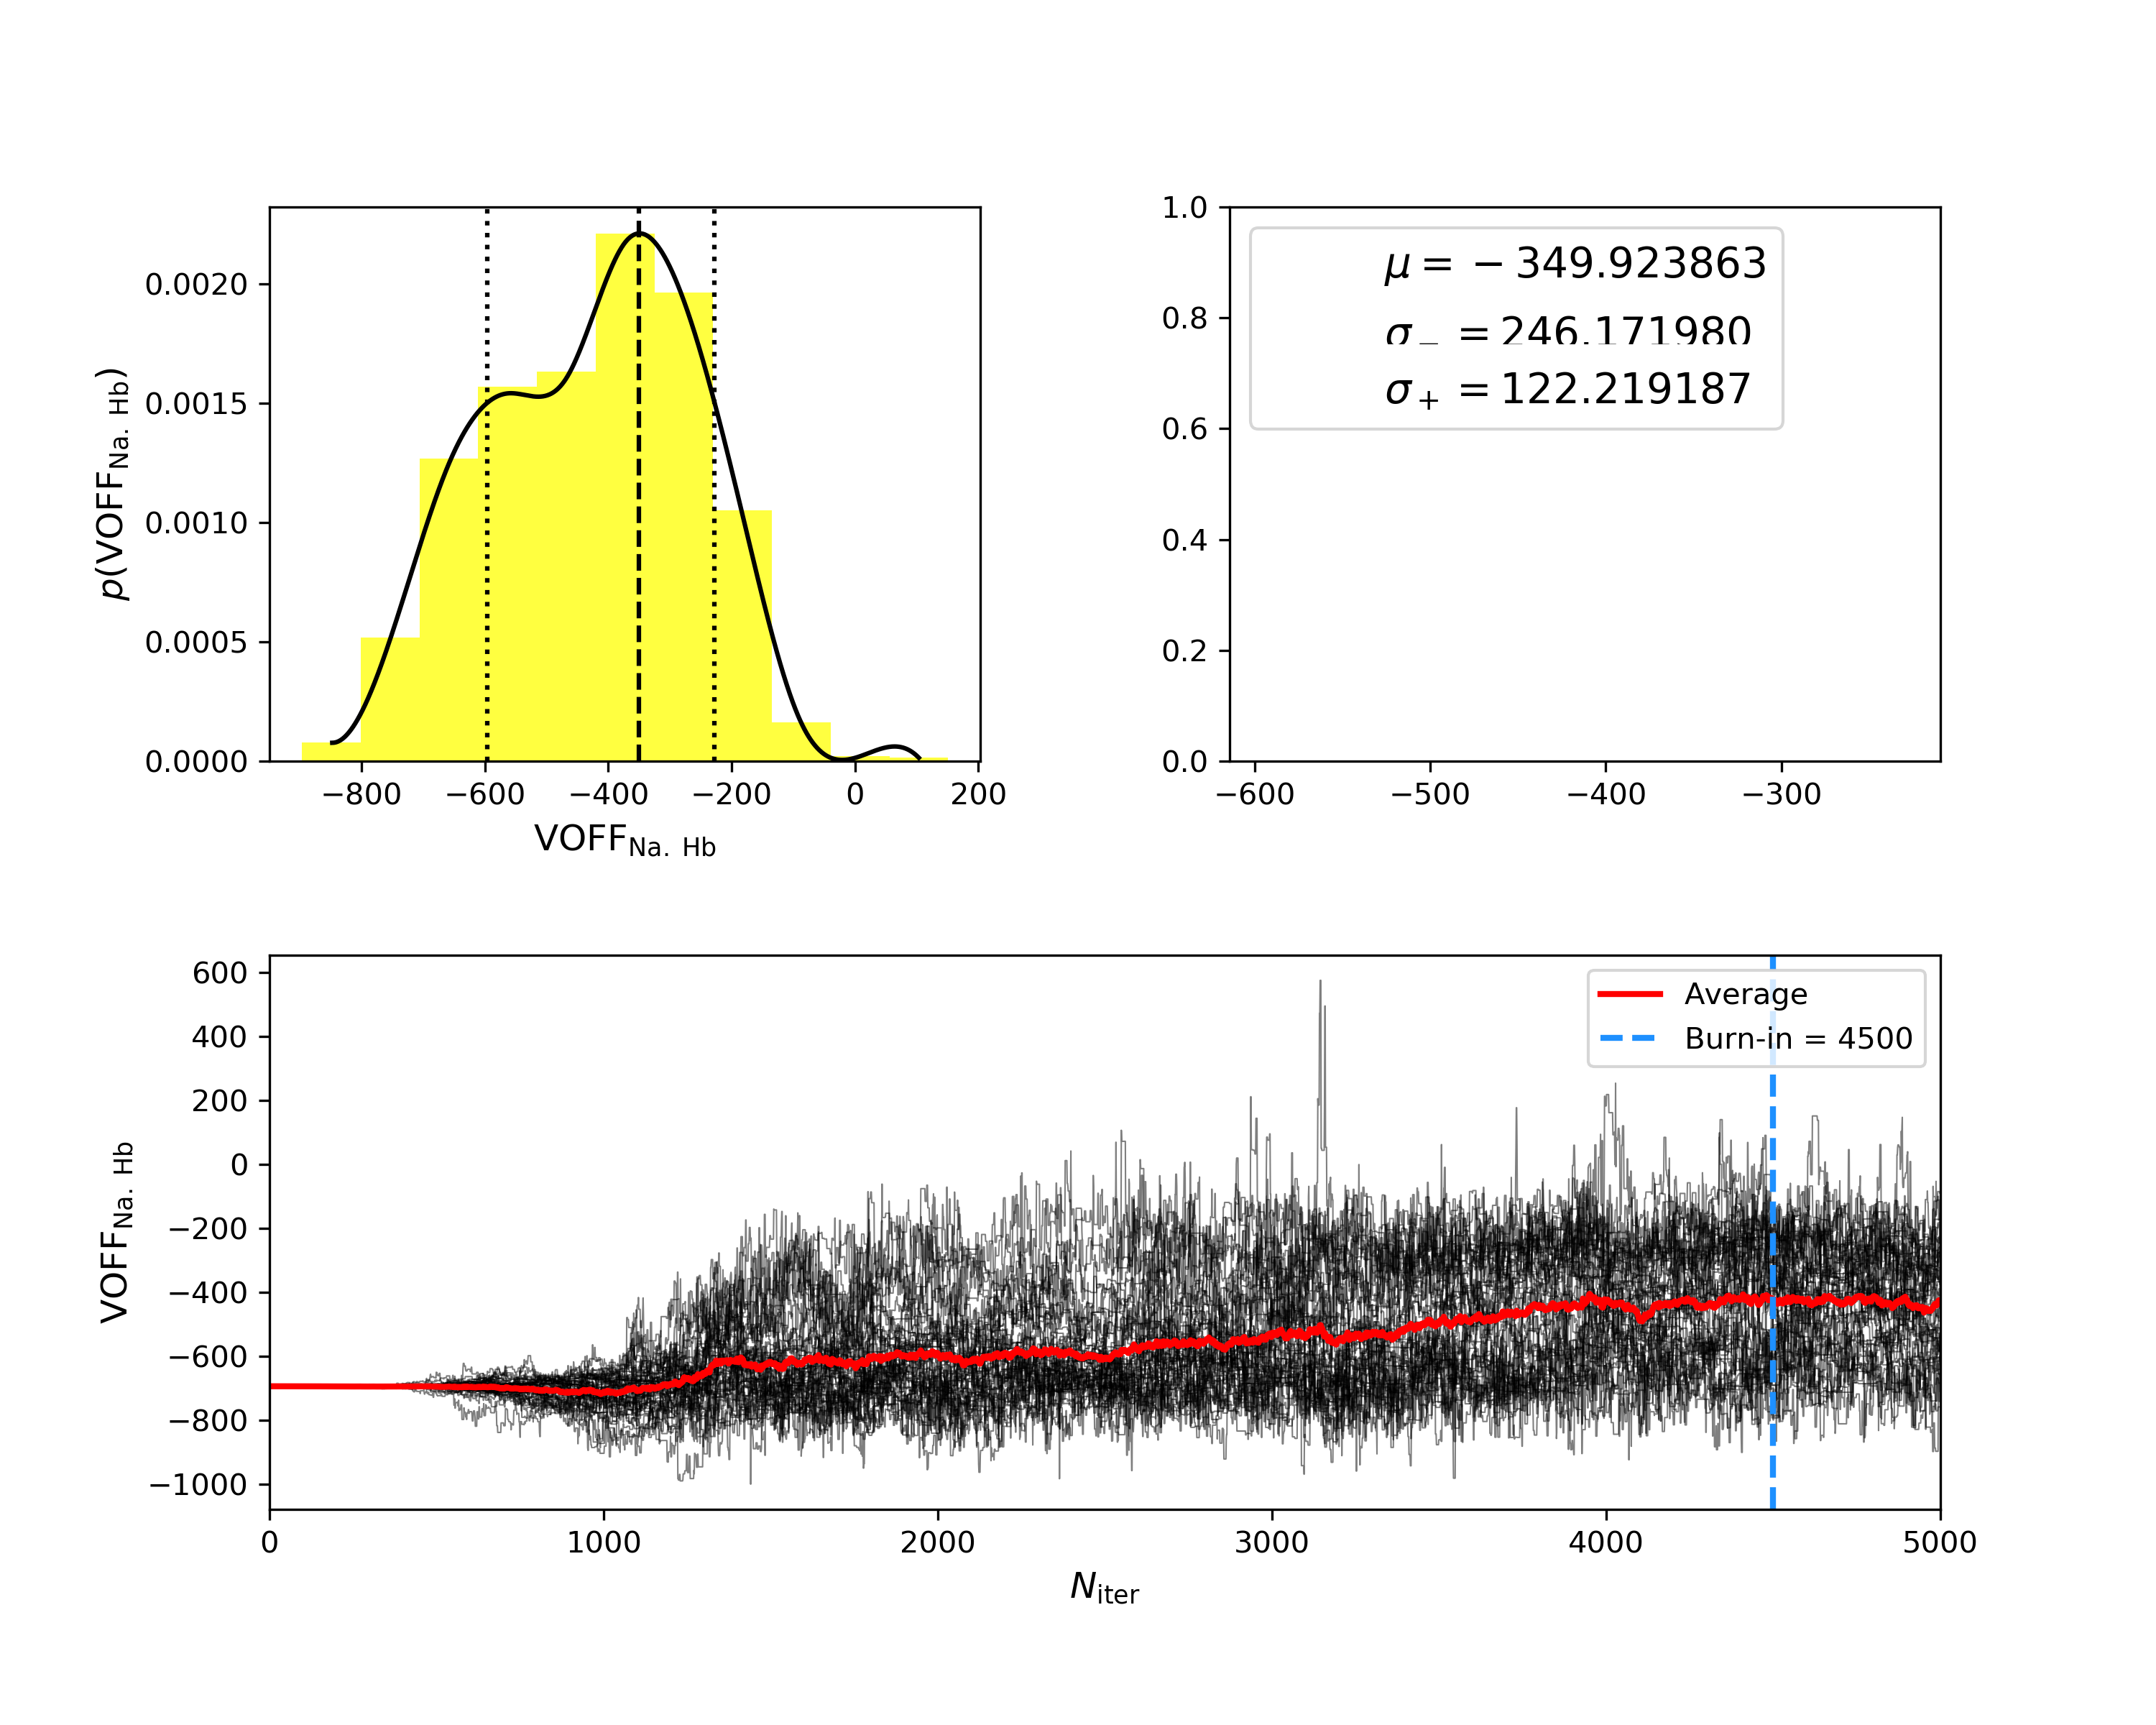 0.0020
0.0015
0.0010
0.0005
0.0000
−800 −600 −400 −200 0 200
p(VOFF_Na. Hb)
VOFF_Na. Hb
1.0
0.8
0.6
0.4
0.2
0.0
−600 −500 −400 −300
μ = − 349.923863
σ_− = 246.171980
σ_+ = 122.219187
600
400
200
0
−200
−400
−600
−800
−1000
0 1000 2000 3000 4000 5000
VOFF_Na. Hb
N_iter
Average
Burn-in = 4500